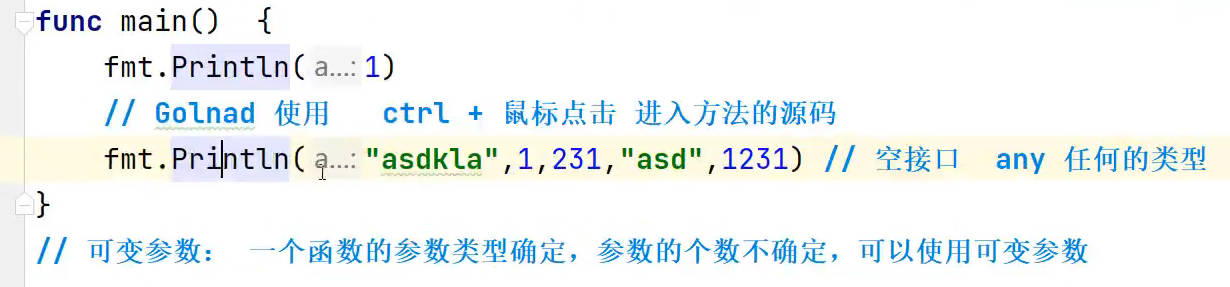 func main()  {
    fmt.Println( a...: 1)
    // Golnad 使用   ctrl + 鼠标点击 进入方法的源码
    fmt.Println( a...: "asdkla",1,231,"asd",1231) // 空接口  any 任何的类型
}
// 可变参数： 一个函数的参数类型确定，参数的个数不确定，可以使用可变参数